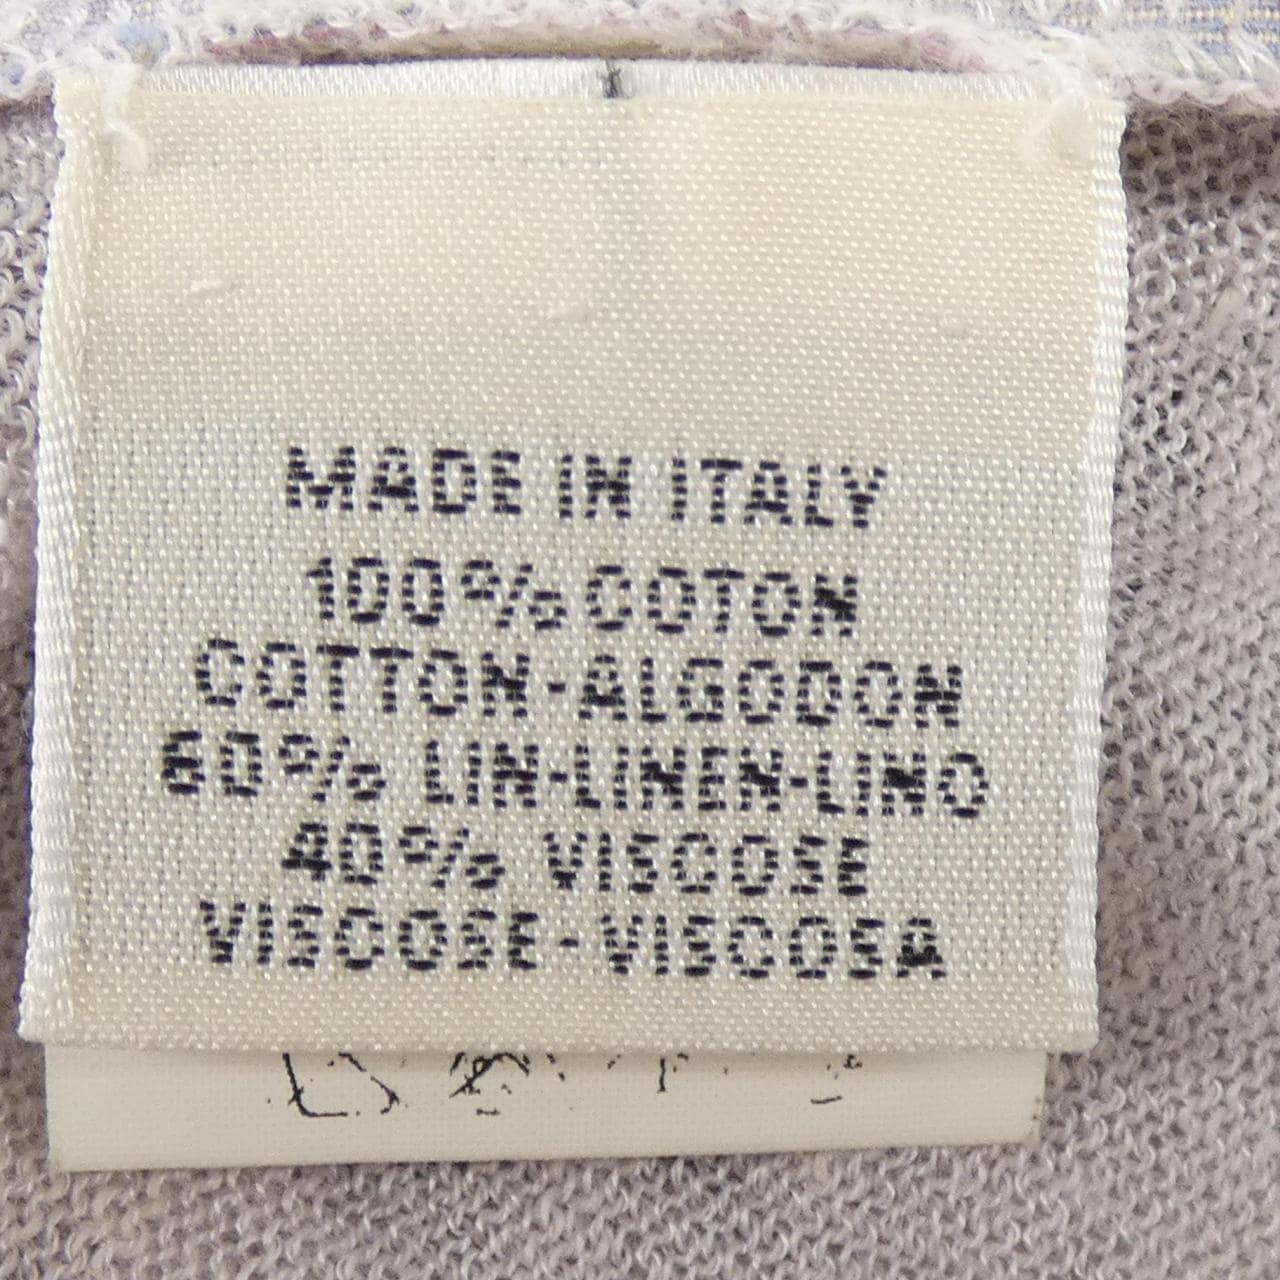 MADE IN ITALY
100% COTON
COTTON-ALGODON
60% LIN-LINEN-LINO
40% VISCOSE
VISCOSE-VISCOSA